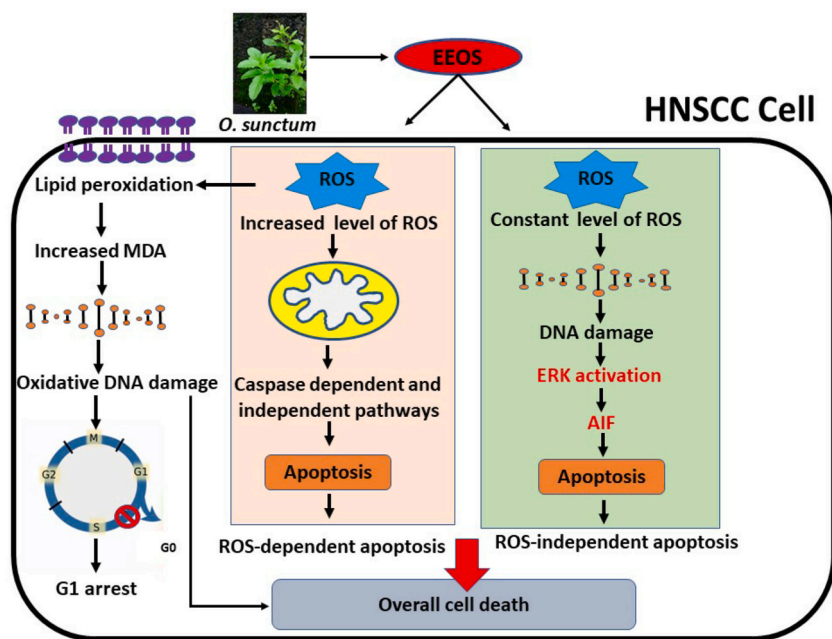 EEOS
O. sunctum
HNSCC Cell
Lipid peroxidation
Increased MDA
Oxidative DNA damage
M
G2
G1
S
G0
G1 arrest
ROS
Increased level of ROS
Caspase dependent and
independent pathways
Apoptosis
ROS-dependent apoptosis
ROS
Constant level of ROS
DNA damage
ERK activation
AIF
Apoptosis
ROS-independent apoptosis
Overall cell death